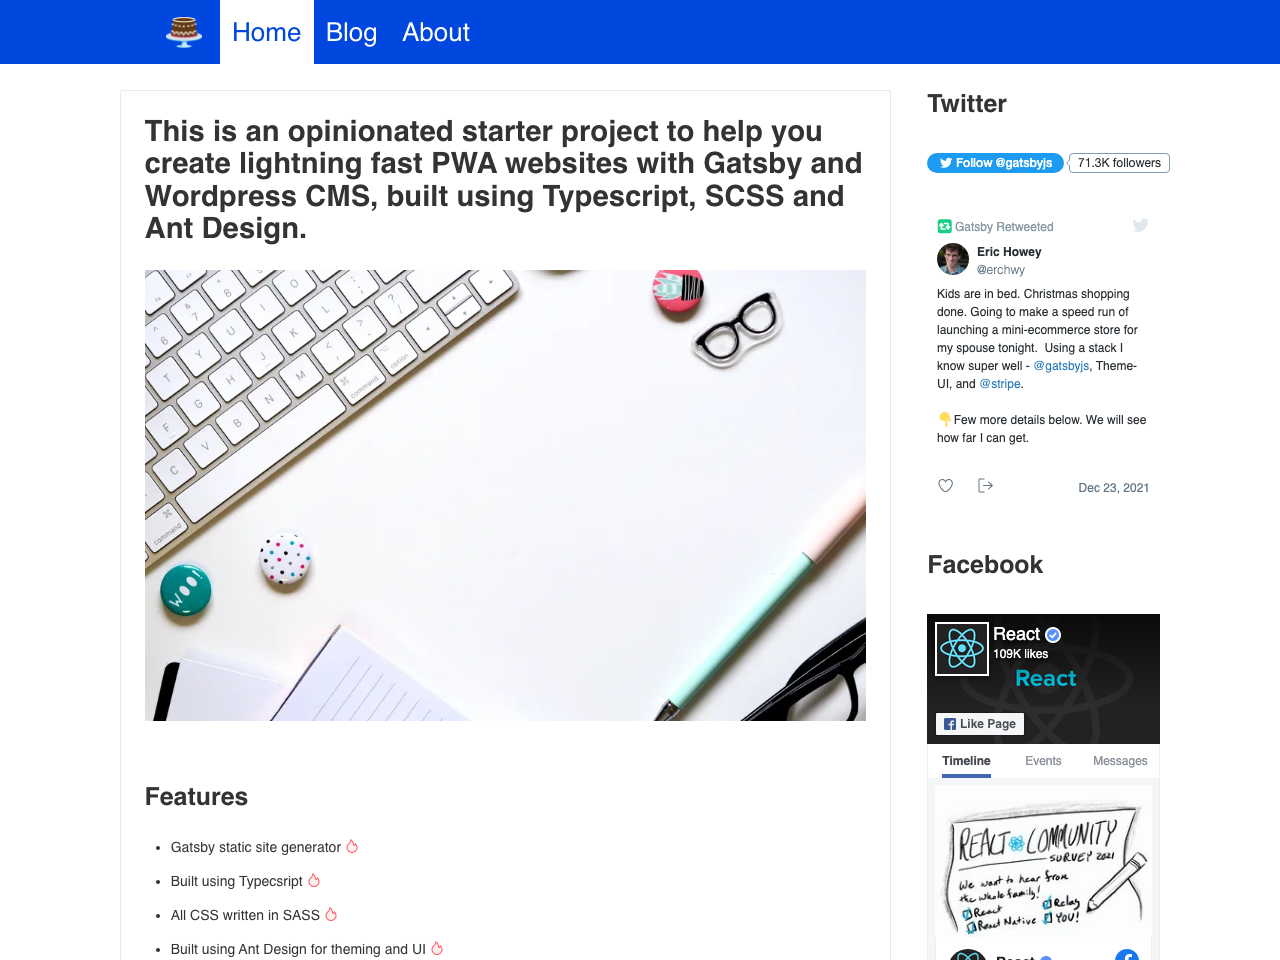 Home Blog About
This is an opinionated starter project to help you
create lightning fast PWA websites with Gatsby and
Wordpress CMS, built using Typescript, SCSS and
Ant Design.
Features
Gatsby static site generator
Built using Typecsript
All CSS written in SASS
Built using Ant Design for theming and UI
Twitter
Follow @gatsbyjs 71.3K followers
Gatsby Retweeted
Eric Howey
@erchwy
Kids are in bed. Christmas shopping
done. Going to make a speed run of
launching a mini-ecommerce store for
my spouse tonight. Using a stack I
know super well - @gatsbyjs, Theme-
UI, and @stripe.
👇Few more details below. We will see
how far I can get.
Dec 23, 2021
Facebook
React
109K likes
React
Like Page
Timeline Events Messages
REACT COMMUNITY
SURVEY 2021
We want to hear from
the whole family!
React Relay
React Native YOU!
React